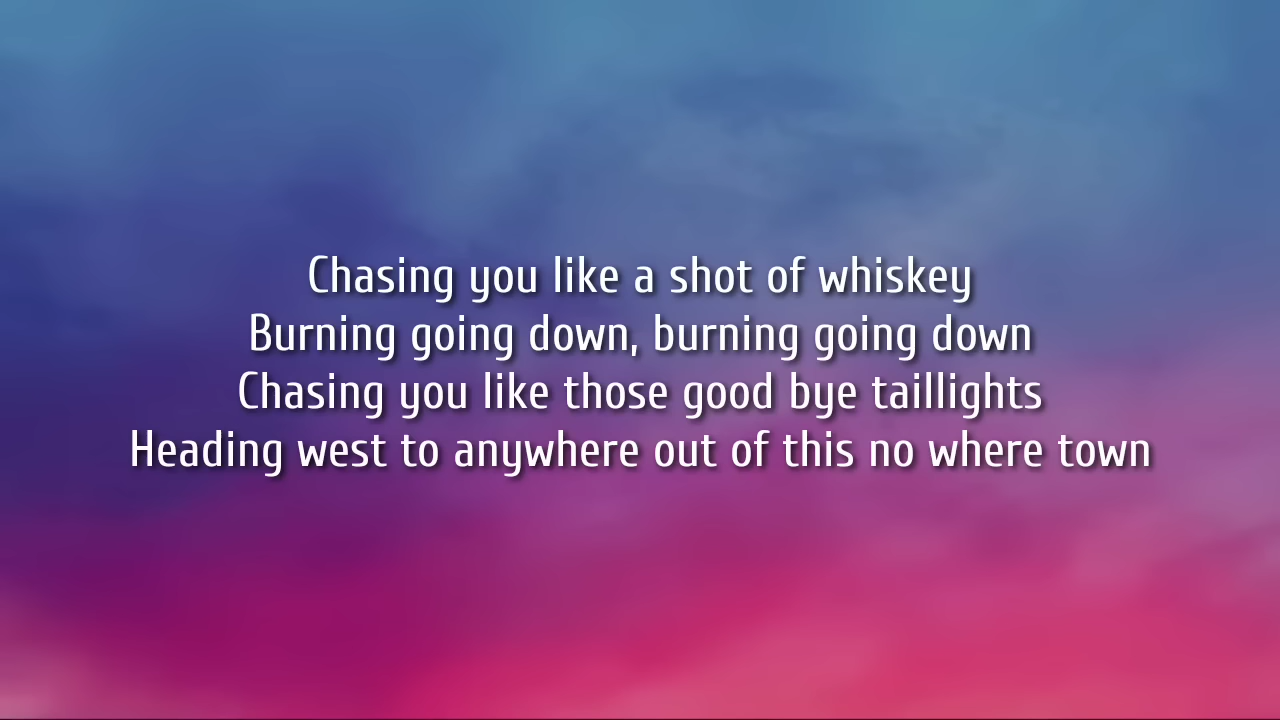 Chasing you like a shot of whiskey
Burning going down, burning going down
Chasing you like those good bye taillights
Heading west to anywhere out of this no where town